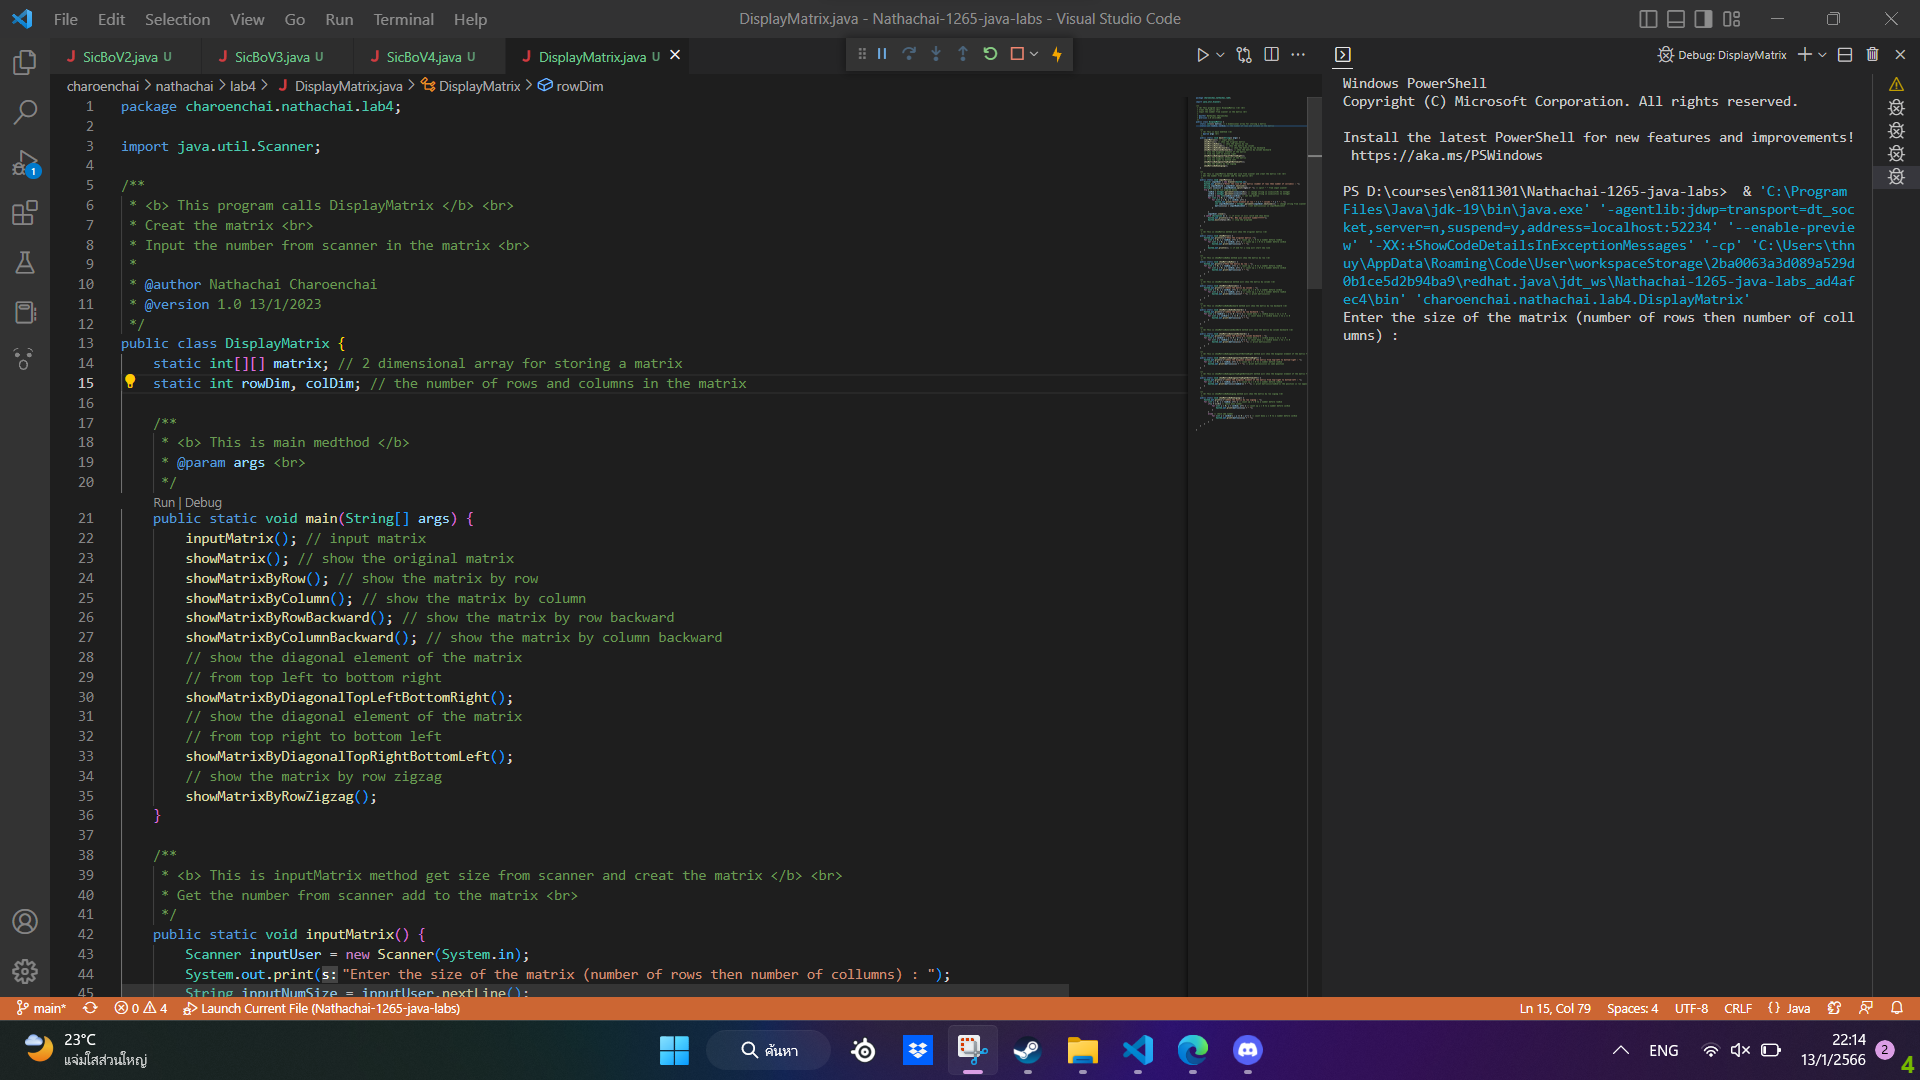 File Edit Selection View Go Run Terminal Help
DisplayMatrix.java - Nathachai-1265-java-labs - Visual Studio Code
SicBoV2.java U
SicBoV3.java U
SicBoV4.java U
DisplayMatrix.java U
charoenchai > nathachai > lab4 > DisplayMatrix.java > DisplayMatrix > rowDim
1 package charoenchai.nathachai.lab4;
2
3 import java.util.Scanner;
4
5 /**
6  * <b> This program calls DisplayMatrix </b> <br>
7  * Creat the matrix <br>
8  * Input the number from scanner in the matrix <br>
9  *
10  * @author Nathachai Charoenchai
11  * @version 1.0 13/1/2023
12  */
13 public class DisplayMatrix {
14     static int[][] matrix; // 2 dimensional array for storing a matrix
15     static int rowDim, colDim; // the number of rows and columns in the matrix
16
17     /**
18      * <b> This is main medthod </b>
19      * @param args <br>
20      */
Run | Debug
21     public static void main(String[] args) {
22         inputMatrix(); // input matrix
23         showMatrix(); // show the original matrix
24         showMatrixByRow(); // show the matrix by row
25         showMatrixByColumn(); // show the matrix by column
26         showMatrixByRowBackward(); // show the matrix by row backward
27         showMatrixByColumnBackward(); // show the matrix by column backward
28         // show the diagonal element of the matrix
29         // from top left to bottom right
30         showMatrixByDiagonalTopLeftBottomRight();
31         // show the diagonal element of the matrix
32         // from top right to bottom left
33         showMatrixByDiagonalTopRightBottomLeft();
34         // show the matrix by row zigzag
35         showMatrixByRowZigzag();
36     }
37
38     /**
39      * <b> This is inputMatrix method get size from scanner and creat the matrix </b> <br>
40      * Get the number from scanner add to the matrix <br>
41      */
42     public static void inputMatrix() {
43         Scanner inputUser = new Scanner(System.in);
44         System.out.print(s: "Enter the size of the matrix (number of rows then number of collumns) : ");
45         String inputNumSize = inputUser.nextLine();
Debug: DisplayMatrix
Windows PowerShell
Copyright (C) Microsoft Corporation. All rights reserved.
Install the latest PowerShell for new features and improvements!
https://aka.ms/PSWindows
PS D:\courses\en811301\Nathachai-1265-java-labs>  & 'C:\Program
Files\Java\jdk-19\bin\java.exe' '-agentlib:jdwp=transport=dt_soc
ket,server=n,suspend=y,address=localhost:52234' '--enable-previe
w' '-XX:+ShowCodeDetailsInExceptionMessages' '-cp' 'C:\Users\thn
uy\AppData\Roaming\Code\User\workspaceStorage\2ba0063a3d089a529d
0b1ce5d2b94ba9\redhat.java\jdt_ws\Nathachai-1265-java-labs_ad4af
ec4\bin' 'charoenchai.nathachai.lab4.DisplayMatrix'
Enter the size of the matrix (number of rows then number of coll
umns) :
1
main* 0 4 Launch Current File (Nathachai-1265-java-labs)
Ln 15, Col 79 Spaces: 4 UTF-8 CRLF {} Java
23°C
แจ่มใสส่วนใหญ่
ค้นหา
ENG
22:14
13/1/2566
2
4